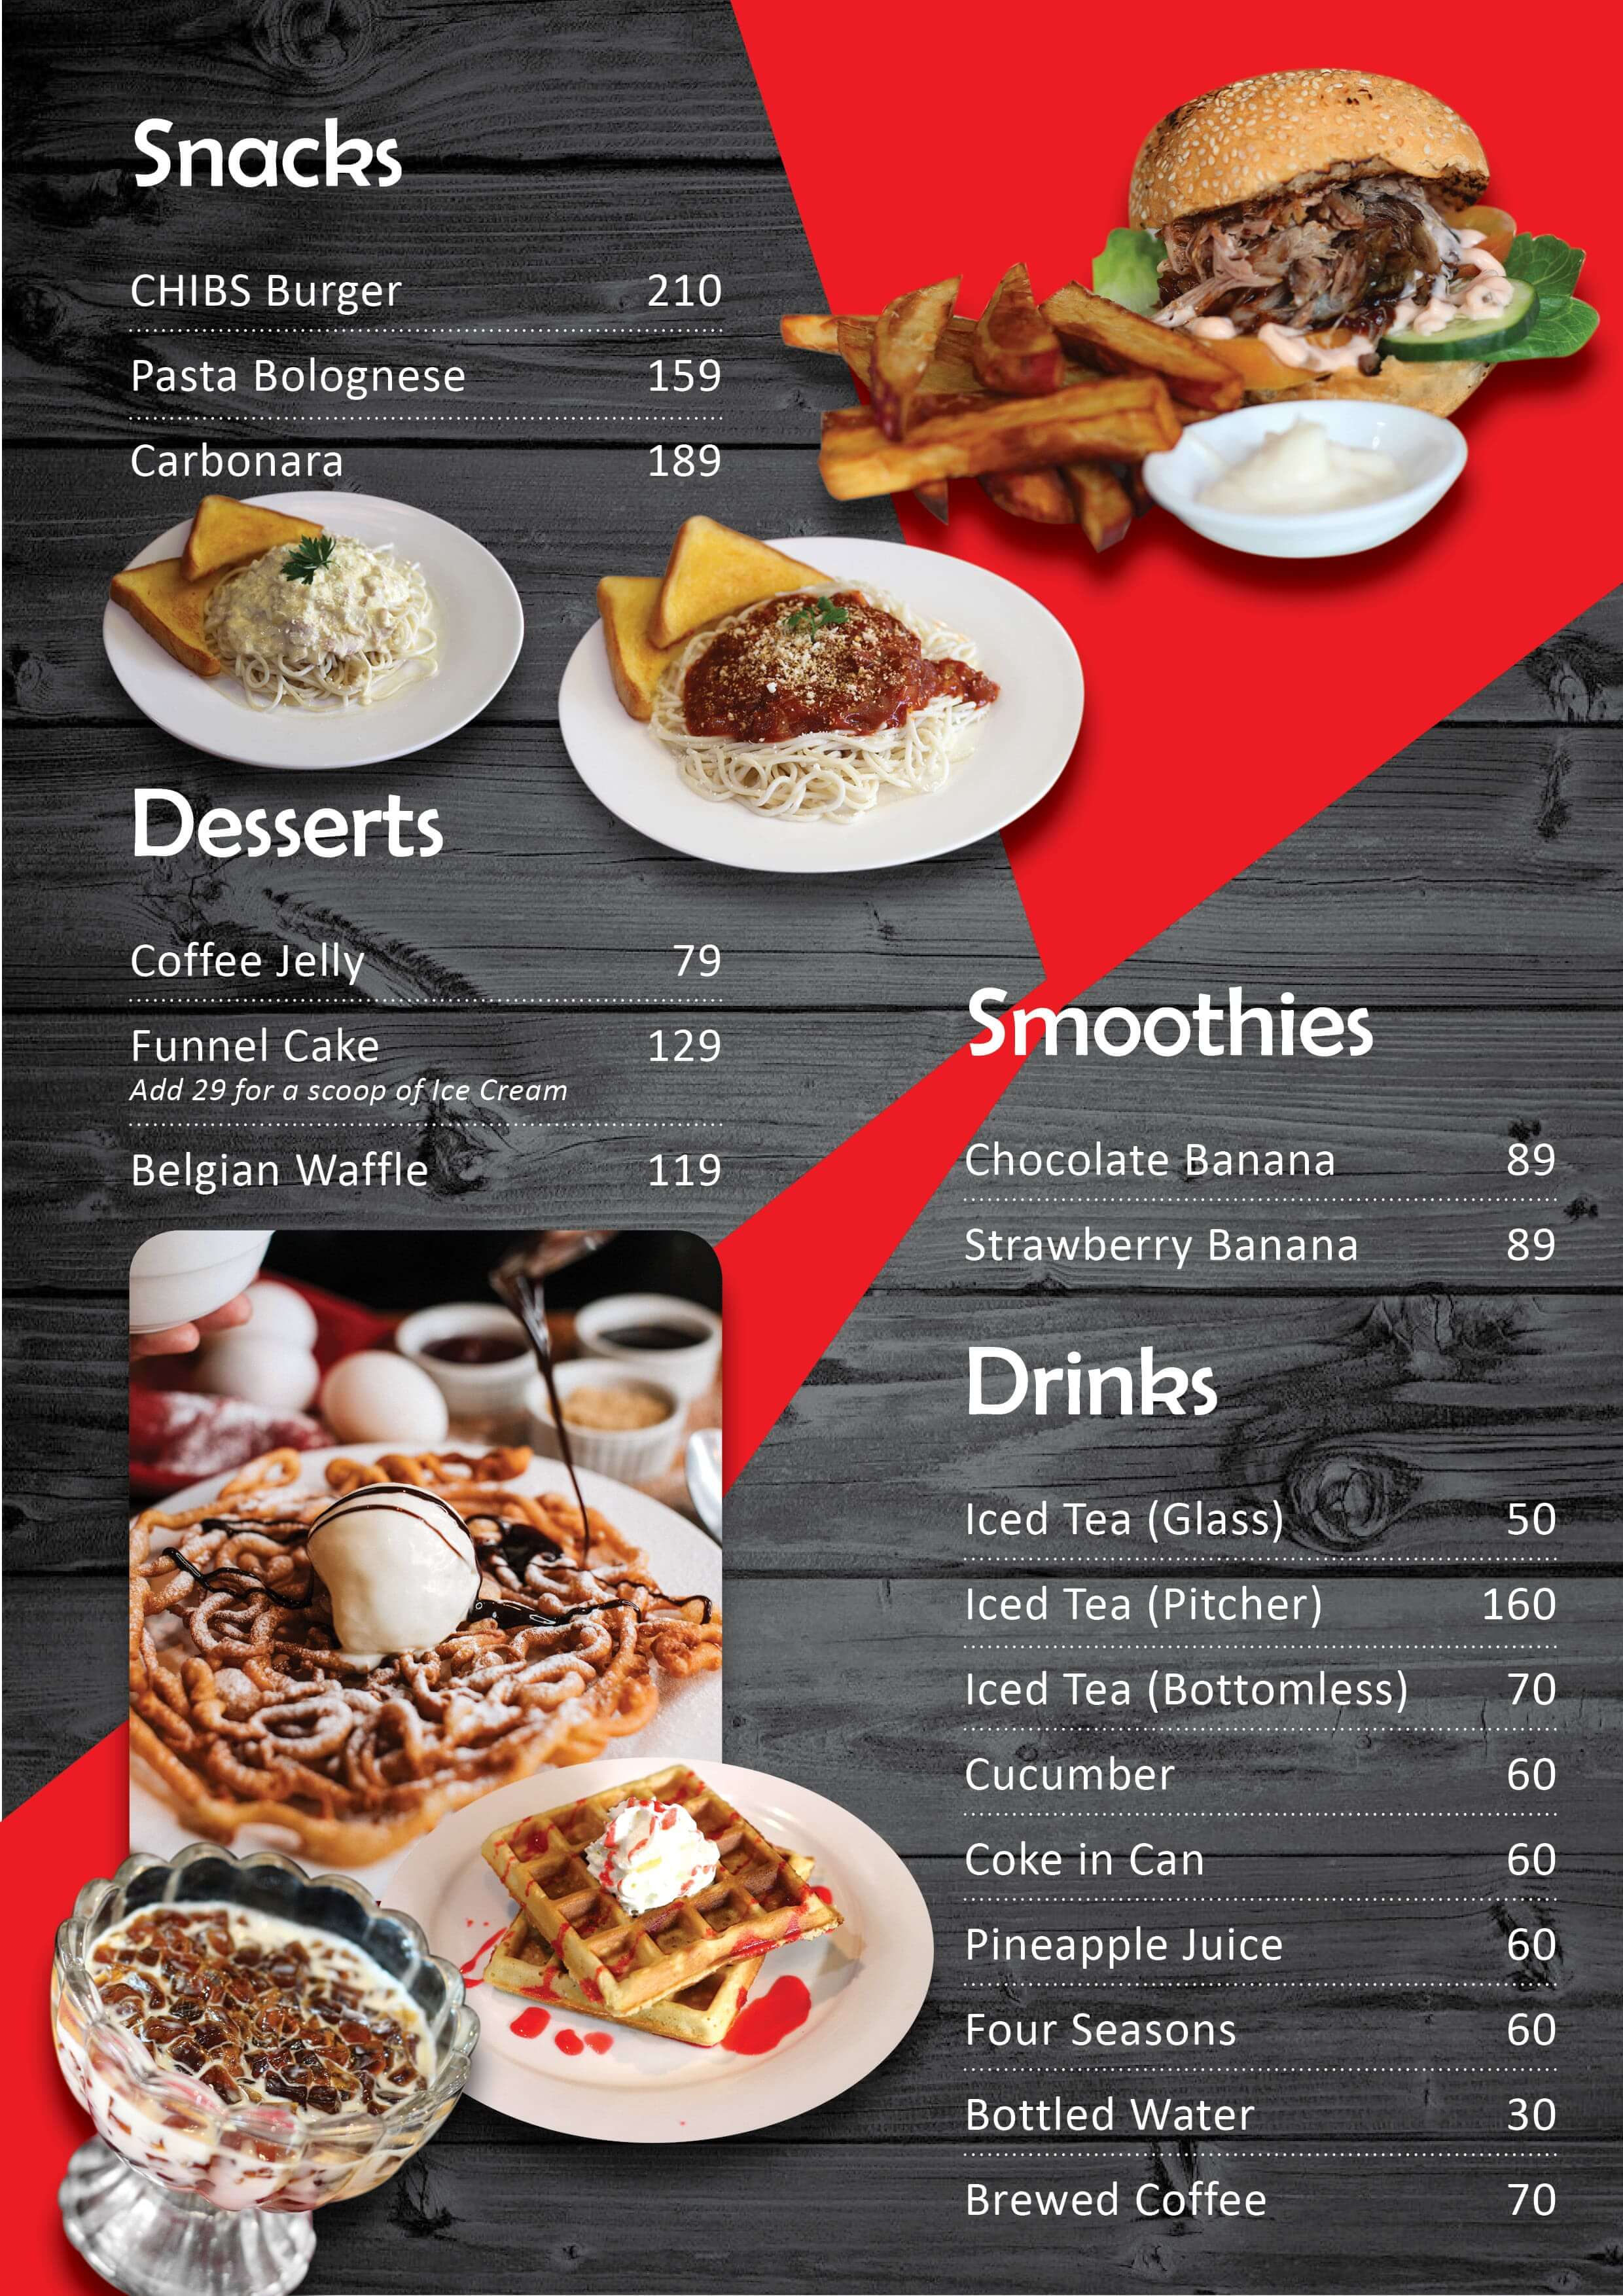 Snacks
CHIBS Burger 210
Pasta Bolognese 159
Carbonara 189
Desserts
Coffee Jelly 79
Funnel Cake 129
Add 29 for a scoop of Ice Cream
Belgian Waffle 119
Smoothies
Chocolate Banana 89
Strawberry Banana 89
Drinks
Iced Tea (Glass) 50
Iced Tea (Pitcher) 160
Iced Tea (Bottomless) 70
Cucumber 60
Coke in Can 60
Pineapple Juice 60
Four Seasons 60
Bottled Water 30
Brewed Coffee 70